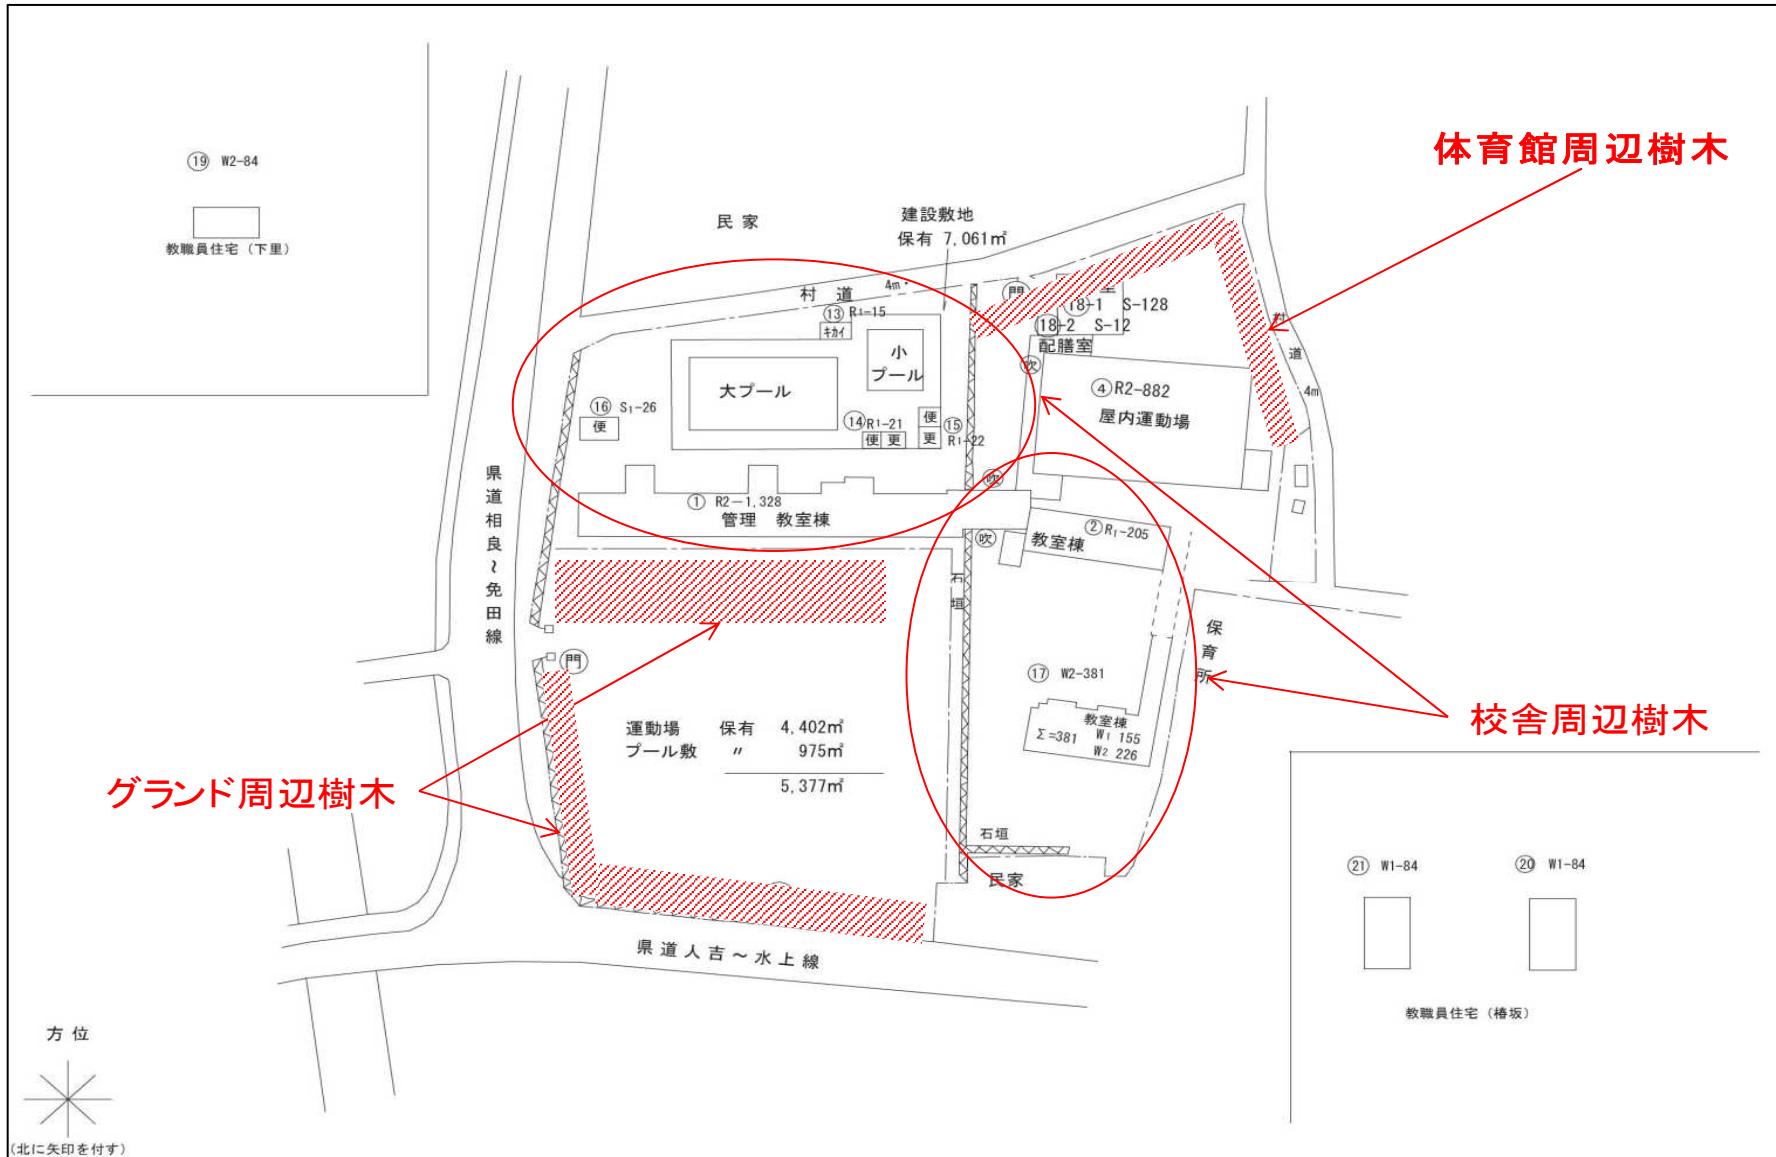 体育館周辺樹木
⑲ W2-84
教職員住宅(下里)
民家
建設敷地
保有 7,061㎡
村道
4m
門
⑬ R1-15
キカイ
18-1 S-128
18-2 S-12
配膳室
小
プール
大プール
吹
④R2-882
屋内運動場
村道
4m
⑯ S1-26
便
⑭R1-21
便 更
便
更
⑮
R1-22
県道相良~免田線
吹
① R2-1,328
管理 教室棟
吹
②R1-205
教室棟
石垣
保育所
門
⑰ W2-381
運動場 保有 4,402㎡
プール敷 〃 975㎡
5,377㎡
教室棟
Σ=381 W1 155
W2 226
校舎周辺樹木
グランド周辺樹木
石垣
民家
㉑ W1-84
⑳ W1-84
県道人吉~水上線
教職員住宅(椿坂)
方位
(北に矢印を付す)